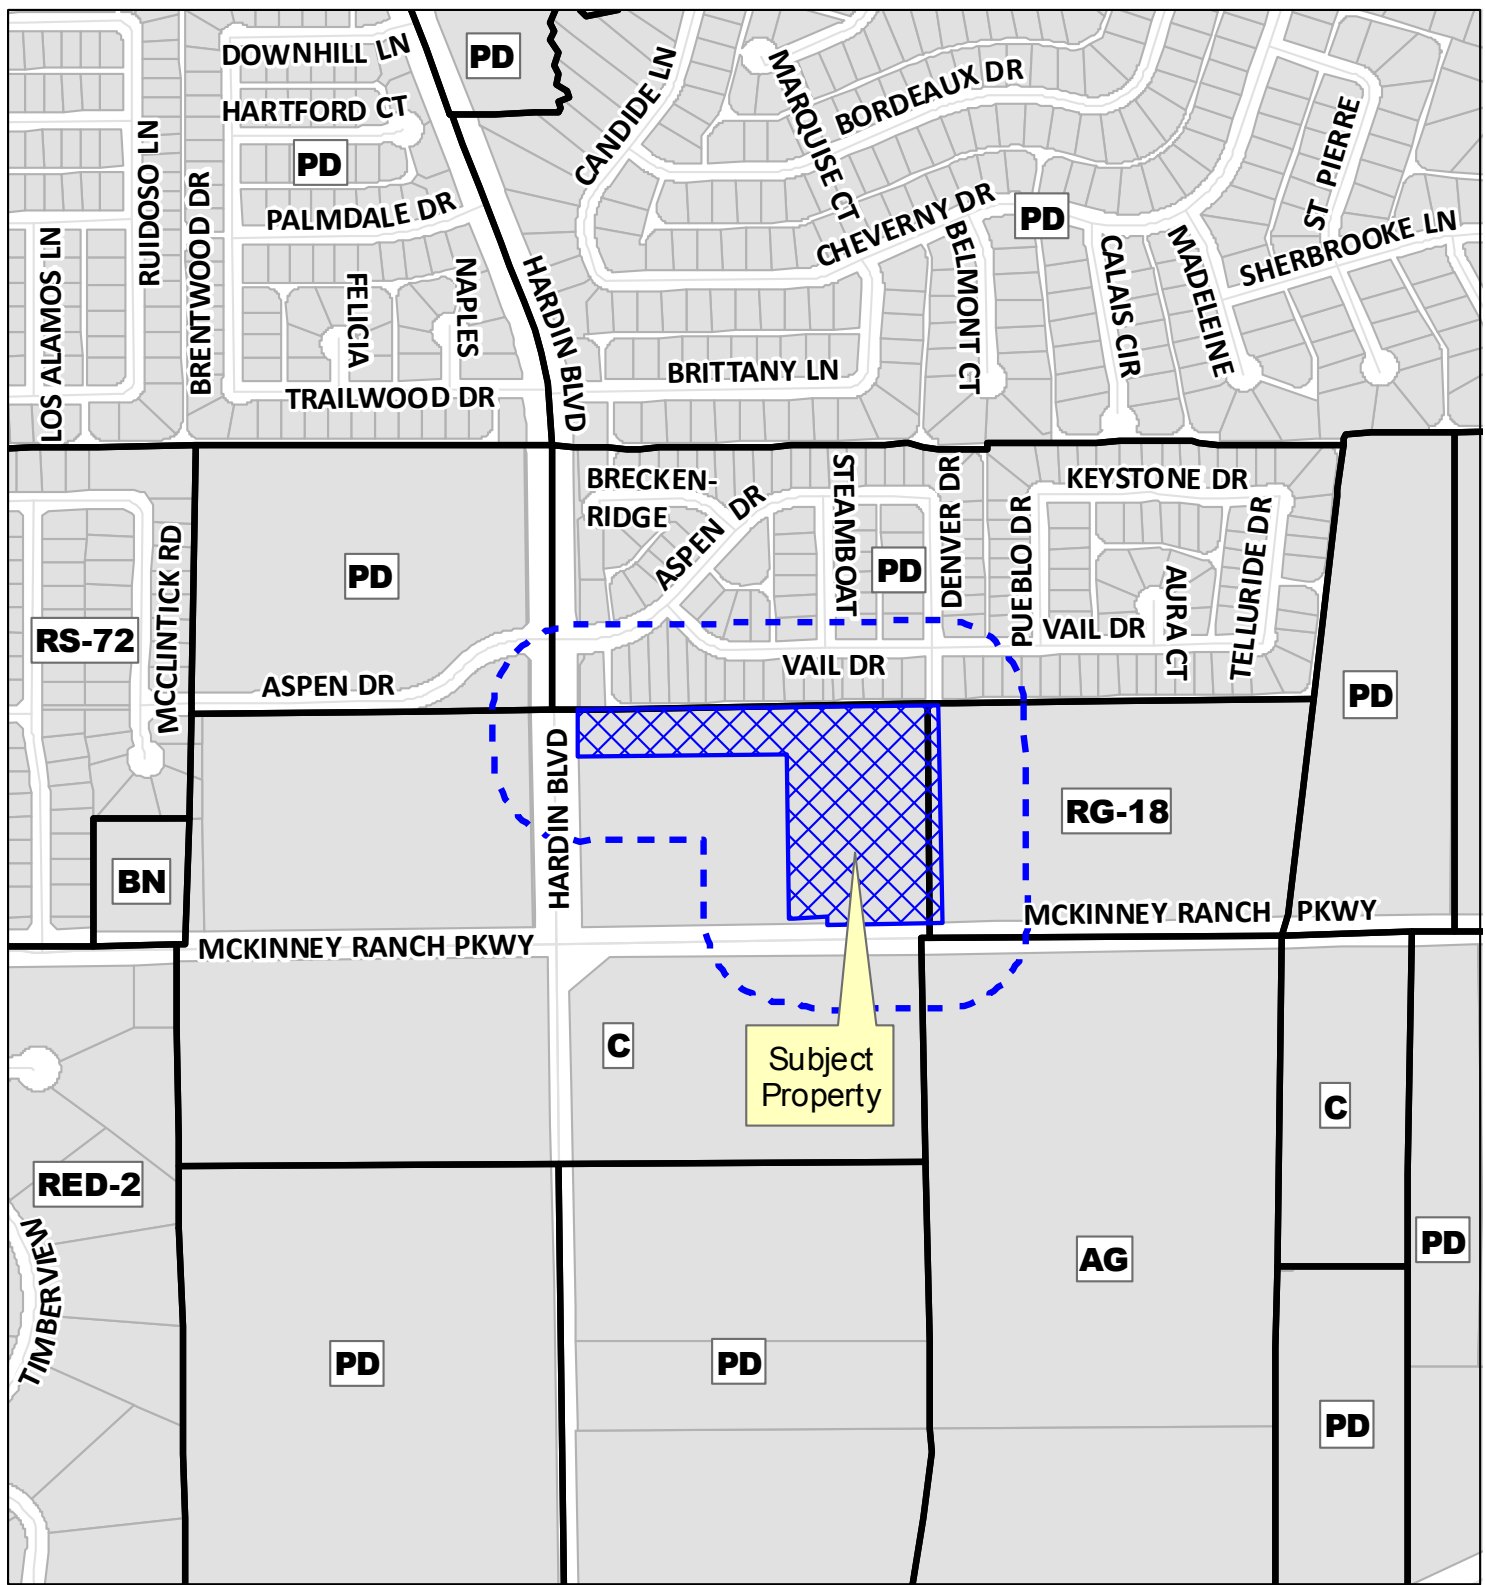 DOWNHILL LN
PD
HARTFORD CT
PD
PALMDALE DR
RUIDOSO LN
BRENTWOOD DR
LOS ALAMOS LN
FELICIA
NAPLES
TRAILWOOD DR
HARDIN BLVD
CANDIDE LN
MARQUISE CT
BORDEAUX DR
CHEVERNY DR
BELMONT CT
PD
CALAIS CIR
MADELEINE
ST PIERRE
SHERBROOKE LN
BRITTANY LN
BRECKEN-
RIDGE
ASPEN DR
STEAMBOAT
PD
DENVER DR
PUEBLO DR
KEYSTONE DR
AURA CT
TELLURIDE DR
VAIL DR
VAIL DR
PD
RS-72
MCCLINTICK RD
ASPEN DR
PD
HARDIN BLVD
RG-18
BN
MCKINNEY RANCH PKWY
MCKINNEY RANCH PKWY
C
Subject
Property
C
RED-2
TIMBERVIEW
AG
PD
PD
PD
PD